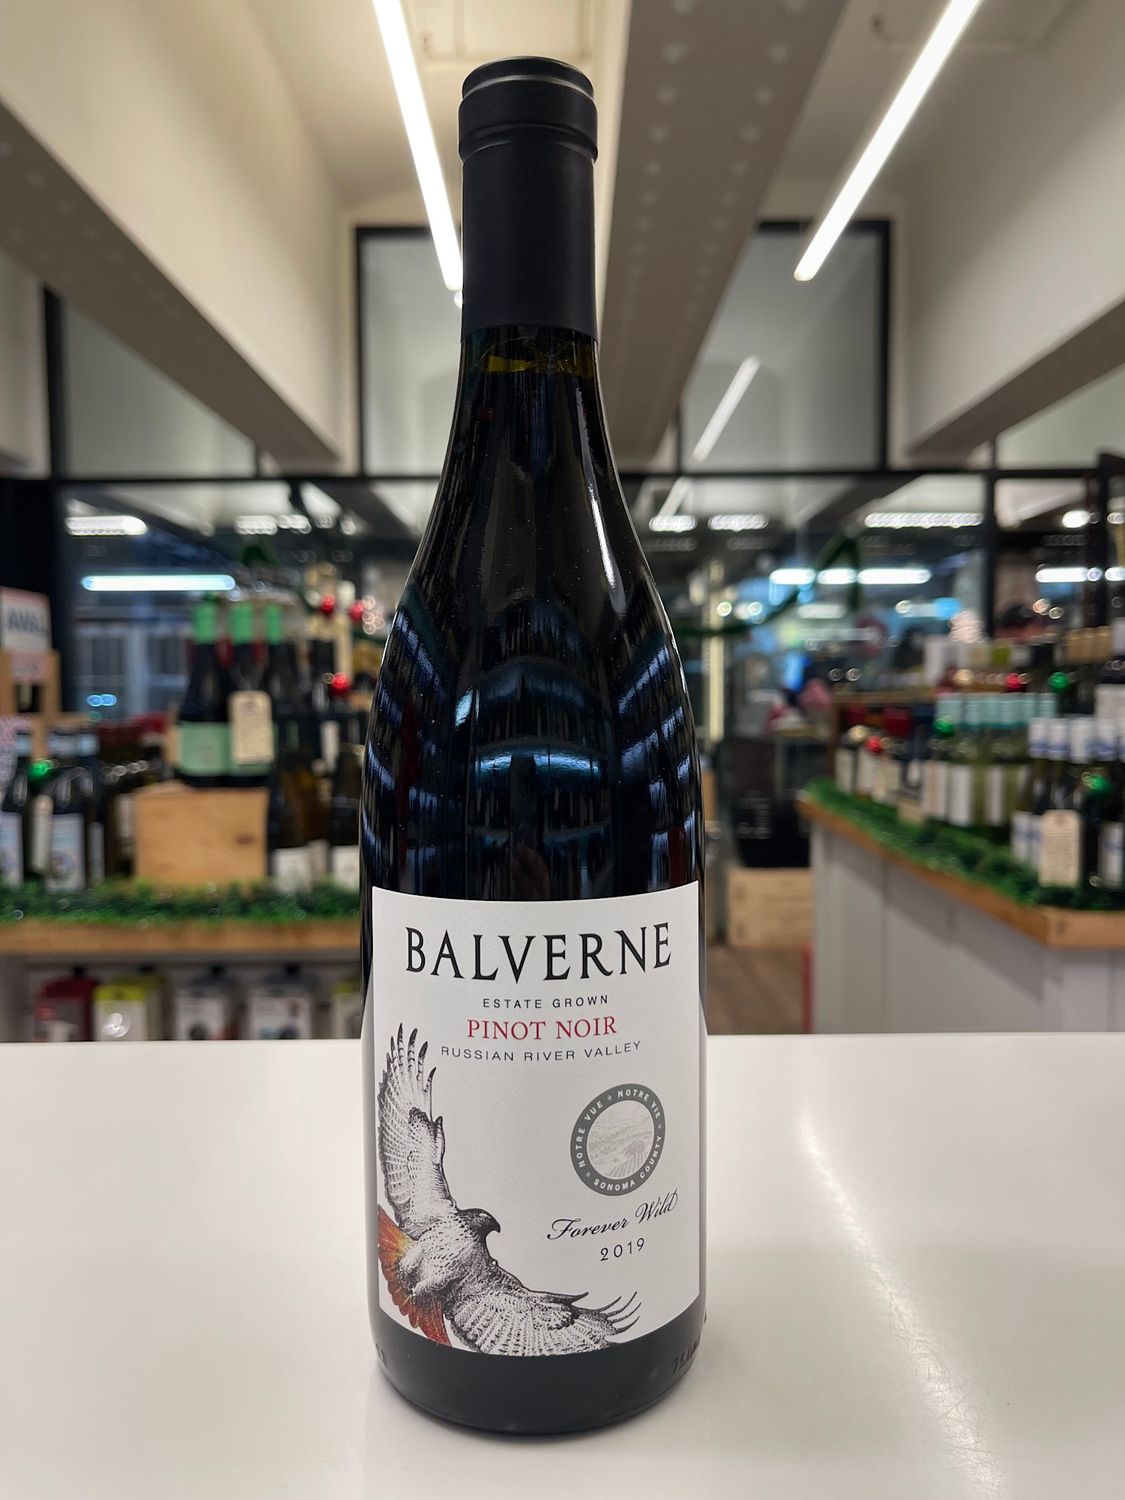 BALVERNE
ESTATE GROWN
PINOT NOIR
RUSSIAN RIVER VALLEY
NOTRE VUE ★ NOTRE VIE ★ SONOMA COUNTY ★
Forever Wild
2019